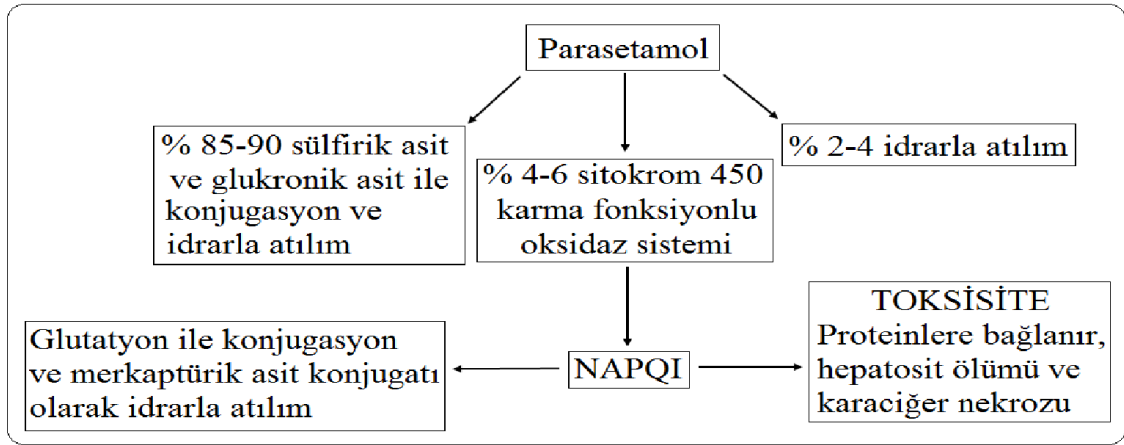 Parasetamol
% 85-90 sülfirik asit
ve glukronik asit ile
konjugasyon ve
idrarla atılım
% 4-6 sitokrom 450
karma fonksiyonlu
oksidaz sistemi
% 2-4 idrarla atılım
Glutatyon ile konjugasyon
ve merkaptürik asit konjugatı
olarak idrarla atılım
NAPQI
TOKSİSİTE
Proteinlere bağlanır,
hepatosit ölümü ve
karaciğer nekrozu